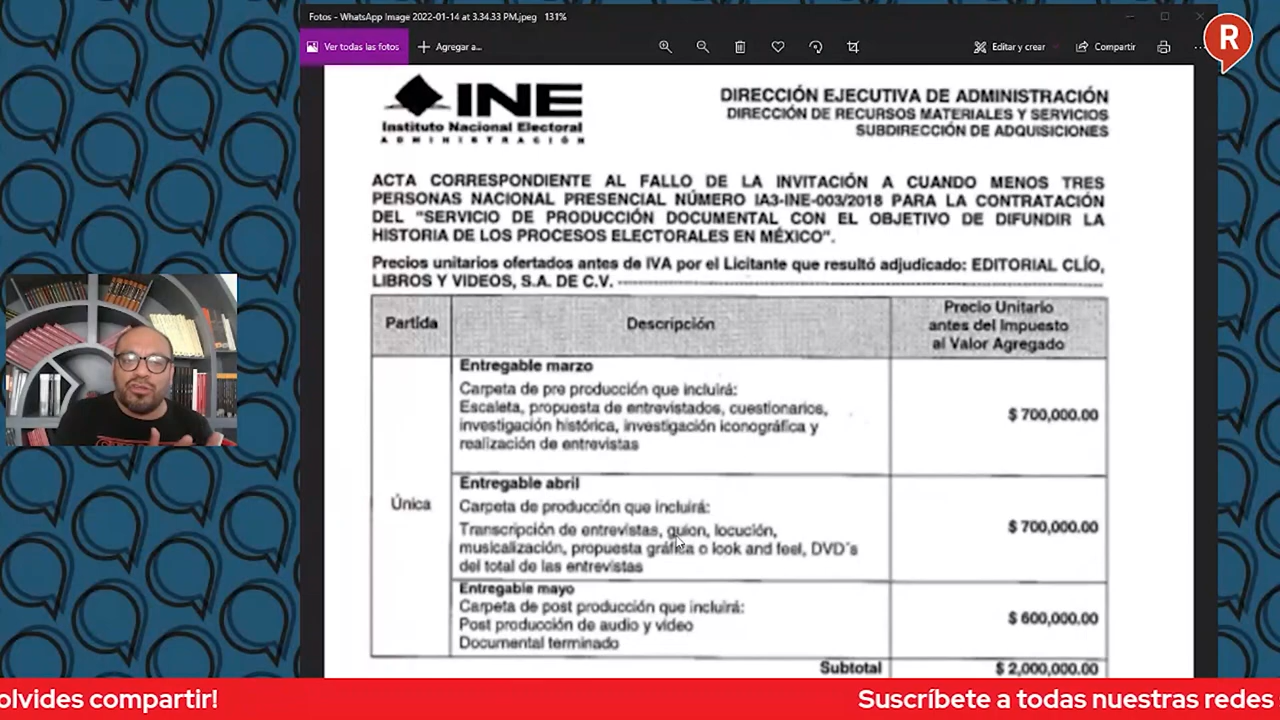 Fotos - WhatsApp Image 2022-01-14 at 3.34.33 PM.jpeg 131%
Ver todas las fotos
Agregar a...
Editar y crear
Compartir
R
INE
Instituto Nacional Electoral
ADMINISTRACIÓN
DIRECCIÓN EJECUTIVA DE ADMINISTRACIÓN
DIRECCIÓN DE RECURSOS MATERIALES Y SERVICIOS
SUBDIRECCIÓN DE ADQUISICIONES
ACTA CORRESPONDIENTE AL FALLO DE LA INVITACIÓN A CUANDO MENOS TRES
PERSONAS NACIONAL PRESENCIAL NÚMERO IA3-INE-003/2018 PARA LA CONTRATACIÓN
DEL "SERVICIO DE PRODUCCIÓN DOCUMENTAL CON EL OBJETIVO DE DIFUNDIR LA
HISTORIA DE LOS PROCESOS ELECTORALES EN MÉXICO".
Precios unitarios ofertados antes de IVA por el Licitante que resultó adjudicado: EDITORIAL CLÍO,
LIBROS Y VIDEOS, S.A. DE C.V.
Partida
Descripción
Precio Unitario
antes del Impuesto
al Valor Agregado
Única
Entregable marzo
Carpeta de pre producción que incluirá:
Escaleta, propuesta de entrevistados, cuestionarios,
investigación histórica, investigación iconográfica y
realización de entrevistas
$ 700,000.00
Entregable abril
Carpeta de producción que incluirá:
Transcripción de entrevistas, guion, locución,
musicalización, propuesta gráfica o look and feel, DVD´s
del total de las entrevistas
$ 700,000.00
Entregable mayo
Carpeta de post producción que incluirá:
Post producción de audio y video
Documental terminado
$ 600,000.00
Subtotal
$ 2,000,000.00
olvides compartir!
Suscríbete a todas nuestras redes